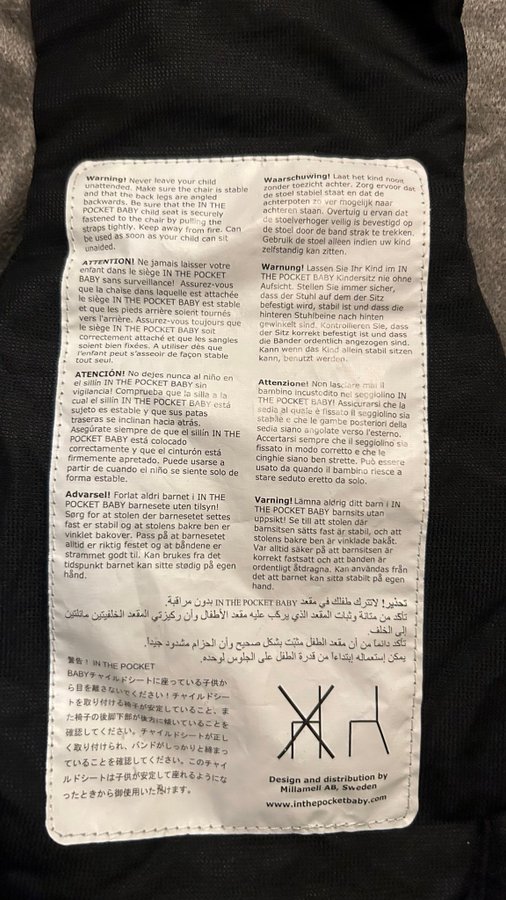 Warning! Never leave your child
unattended. Make sure the chair is stable
and that the back legs are angled
backwards. Be sure that the IN THE
POCKET BABY child seat is securely
fastened to the chair by pulling the
straps tightly. Keep away from fire. Can
be used as soon as your child can sit
unaided.
ATTENTION! Ne jamais laisser votre
enfant dans le siège IN THE POCKET
BABY sans surveillance! Assurez-vous
que la chaise dans laquelle est attachée
le siège IN THE POCKET BABY est stable
et que les pieds arrière soient tournés
vers l'arrière. Assurez-vous toujours que
le siège IN THE POCKET BABY soit
correctement attaché et que les sangles
soient bien fixées. A utiliser dès que
l'enfant peut s'asseoir de façon stable
tout seul.
ATENCIÓN! No dejes nunca al niño en
el sillín IN THE POCKET BABY sin
vigilancia! Comprueba que la silla a la
cual el sillín IN THE POCKET BABY está
sujeto es estable y que sus patas
traseras se inclinan hacia atrás.
Asegúrate siempre de que el sillín IN THE
POCKET BABY está colocado
correctamente y que el cinturón está
firmemente apretado. Puede usarse a
partir de cuando el niño se siente solo de
forma estable.
Advarsel! Forlat aldri barnet i IN THE
POCKET BABY barnesete uten tilsyn!
Sørg for at stolen der barnesetet settes
fast er stabil og at stolens bakre ben er
vinklet bakover. Pass på at barnesetet
alltid er riktig festet og at båndene er
strammet godt til. Kan brukes fra det
tidspunkt barnet kan sitte stødig på egen
hånd.
Waarschuwing! Laat het kind nooit
zonder toezicht achter. Zorg ervoor dat
de stoel stabiel staat en dat de
achterpoten zo ver mogelijk naar
achteren staan. Overtuig u ervan dat
de stoelverhoger veilig is bevestigd op
de stoel door de band strak te trekken.
Gebruik de stoel alléén indien uw kind
zelfstandig kan zitten.
Warnung! Lassen Sie Ihr Kind im IN
THE POCKET BABY Kindersitz nie ohne
Aufsicht. Stellen Sie immer sicher,
dass der Stuhl auf dem der Sitz
befestigt wird, stabil ist und dass die
hinteren Stuhlbeine nach hinten
gewinkelt sind. Kontrollieren Sie, dass
der Sitz korrekt befestigt ist und dass
die Bänder ordentlich angezogen sind.
Kann wenn das Kind allein stabil sitzen
kann, benutzt werden.
Attenzione! Non lasciare mai il
bambino incustodito nel seggiolino IN
THE POCKET BABY! Assicurarsi che la
sedia al quale è fissato il seggiolino sia
stabile e che le gambe posteriori della
sedia siano angolate verso l'esterno.
Accertarsi sempre che il seggiolino sia
fissato in modo corretto e che le
cinghie siano ben strette. Può essere
usato da quando il bambino riesce a
stare seduto eretto da solo.
Varning! Lämna aldrig ditt barn i IN
THE POCKET BABY barnsits utan
uppsikt! Se till att stolen där
barnsitsen sätts fast är stabil, och att
stolens bakre ben är vinklade bakåt.
Var alltid säker på att barnsitsen är
korrekt fastsatt och att banden är
ordentligt åtdragna. Kan användas från
det att barnet kan sitta stabilt på egen
hand.
تحذير! لاتترك طفلك في مقعد IN THE POCKET BABY بدون مراقبة.
تأكد من متانة وثبات المقعد الذي يركب عليه مقعد الأطفال وأن ركيزتي المقعد الخلفيتين مائلتين
إلى الخلف.
تأكد دائماً من أن مقعد الطفل مثبّت بشكل صحيح وأن الحزام مشدود جيداً.
يمكن إستعماله إبتداءاً من قدرة الطفل على الجلوس لوحده.
警告! IN THE POCKET
BABYチャイルドシートに座っている子供か
ら目を離さないでください!チャイルドシー
トを取り付ける椅子が安定していること、ま
た椅子の後脚下部が後方に傾いていることを
確認してください。チャイルドシートが正し
く取り付けられ、バンドがしっかりと締まっ
ていることを確認してください。このチャイ
ルドシートは子供が安定して座れるようにな
ったときから御使用いただけます。
Design and distribution by
Millamell AB, Sweden
www.inthepocketbaby.com